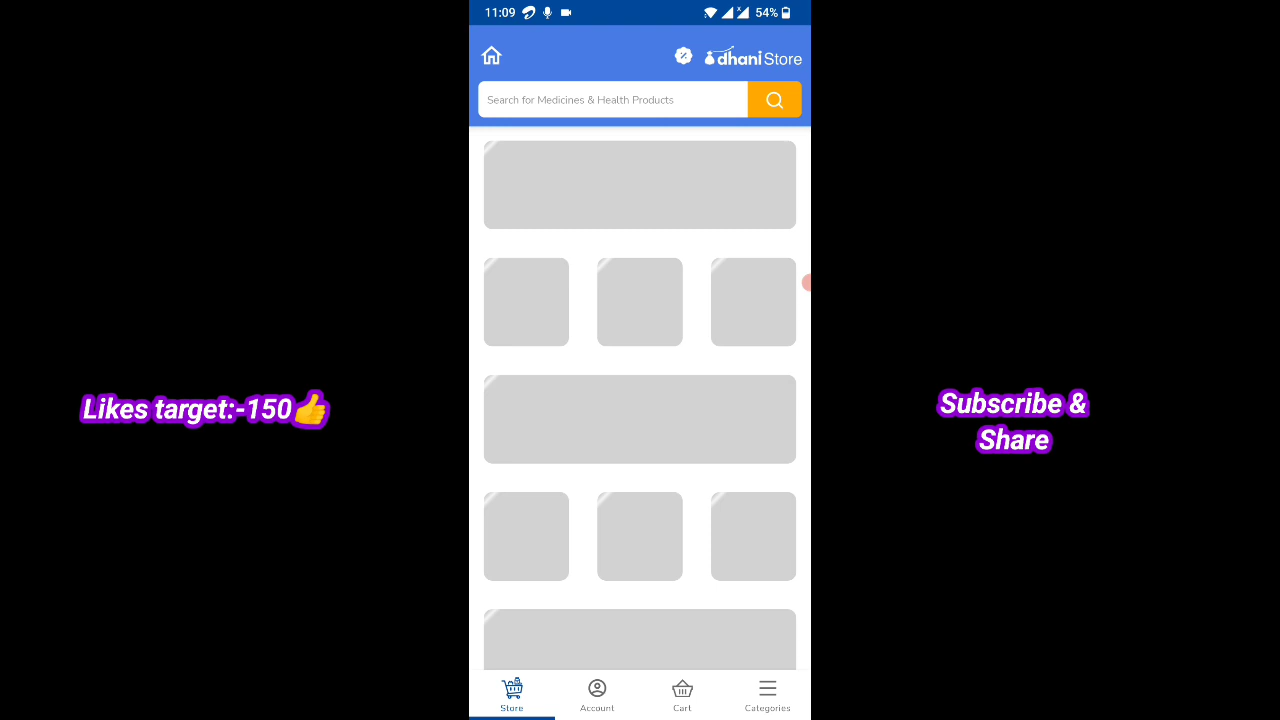 11:09
54%
dhani Store
Search for Medicines & Health Products
Likes target:-150👍
Subscribe &
Share
Store
Account
Cart
Categories